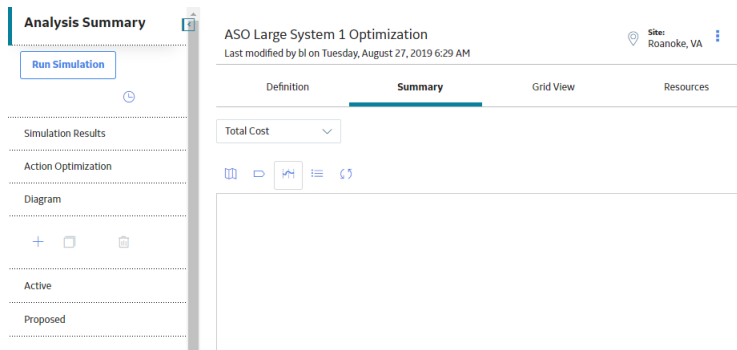 Analysis Summary
Run Simulation
Simulation Results
Action Optimization
Diagram
Active
Proposed
ASO Large System 1 Optimization
Last modified by bl on Tuesday, August 27, 2019 6:29 AM
Site:
Roanoke, VA
Definition Summary Grid View Resources
Total Cost